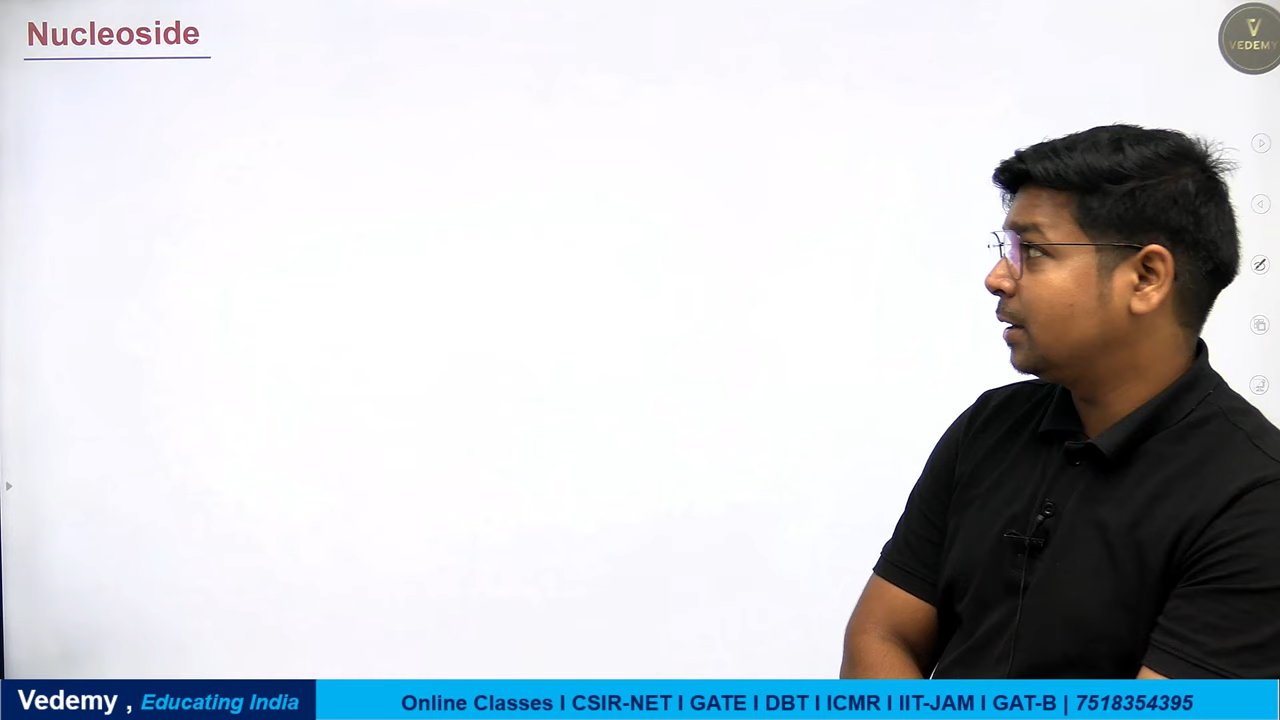 Nucleoside
V
VEDEMY
Vedemy , Educating India
Online Classes I CSIR-NET I GATE I DBT I ICMR I IIT-JAM I GAT-B | 7518354395